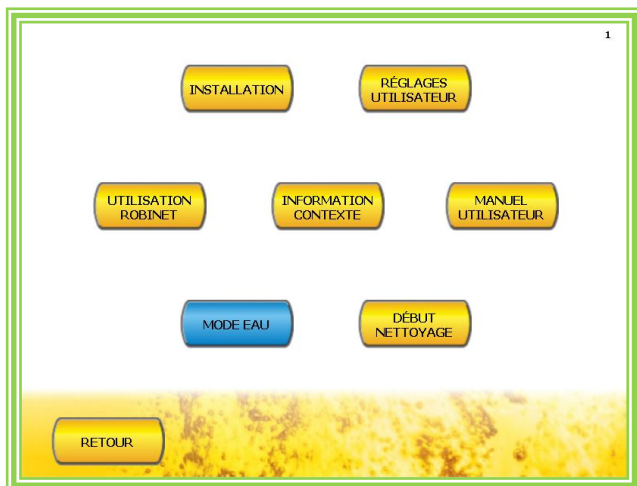 1
INSTALLATION
RÉGLAGES
UTILISATEUR
UTILISATION
ROBINET
INFORMATION
CONTEXTE
MANUEL
UTILISATEUR
MODE EAU
DÉBUT
NETTOYAGE
RETOUR